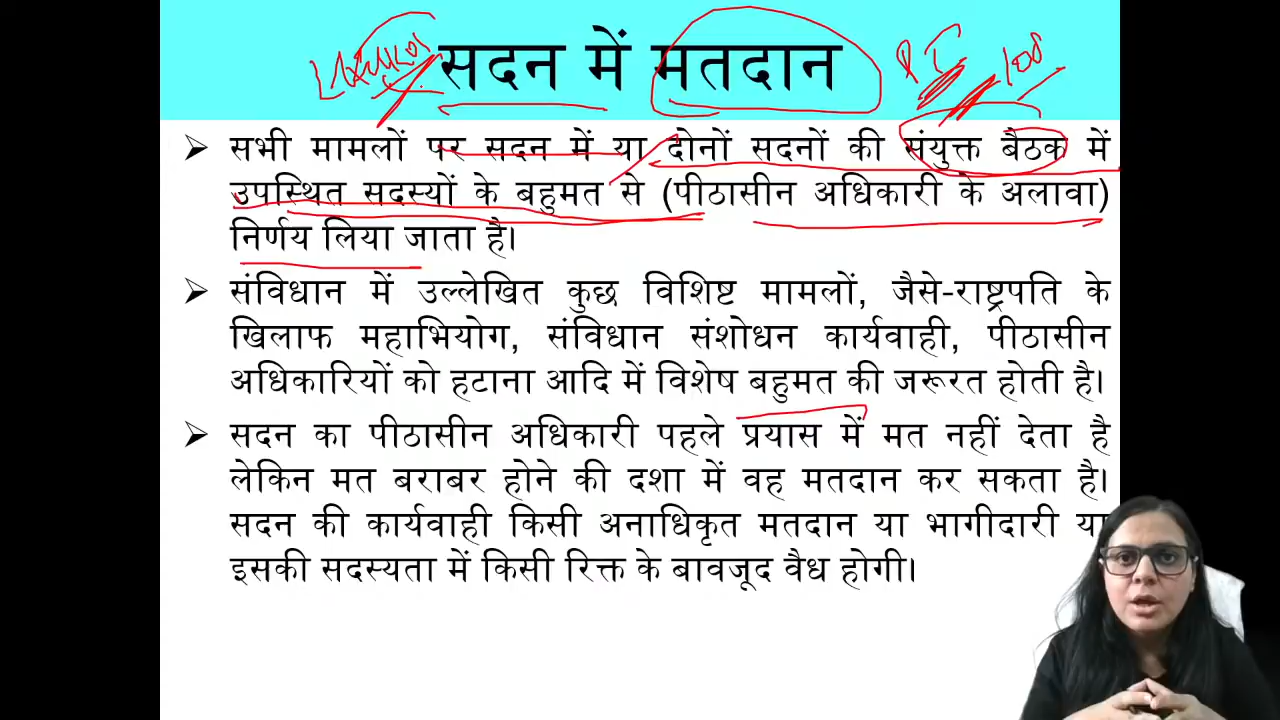 सदन में मतदान
100
➢ सभी मामलों पर सदन में या दोनों सदनों की संयुक्त बैठक में
उपस्थित सदस्यों के बहुमत से (पीठासीन अधिकारी के अलावा)
निर्णय लिया जाता है।
➢ संविधान में उल्लेखित कुछ विशिष्ट मामलों, जैसे-राष्ट्रपति के
खिलाफ महाभियोग, संविधान संशोधन कार्यवाही, पीठासीन
अधिकारियों को हटाना आदि में विशेष बहुमत की जरूरत होती है।
➢ सदन का पीठासीन अधिकारी पहले प्रयास में मत नहीं देता है
लेकिन मत बराबर होने की दशा में वह मतदान कर सकता है।
सदन की कार्यवाही किसी अनाधिकृत मतदान या भागीदारी या
इसकी सदस्यता में किसी रिक्त के बावजूद वैध होगी।